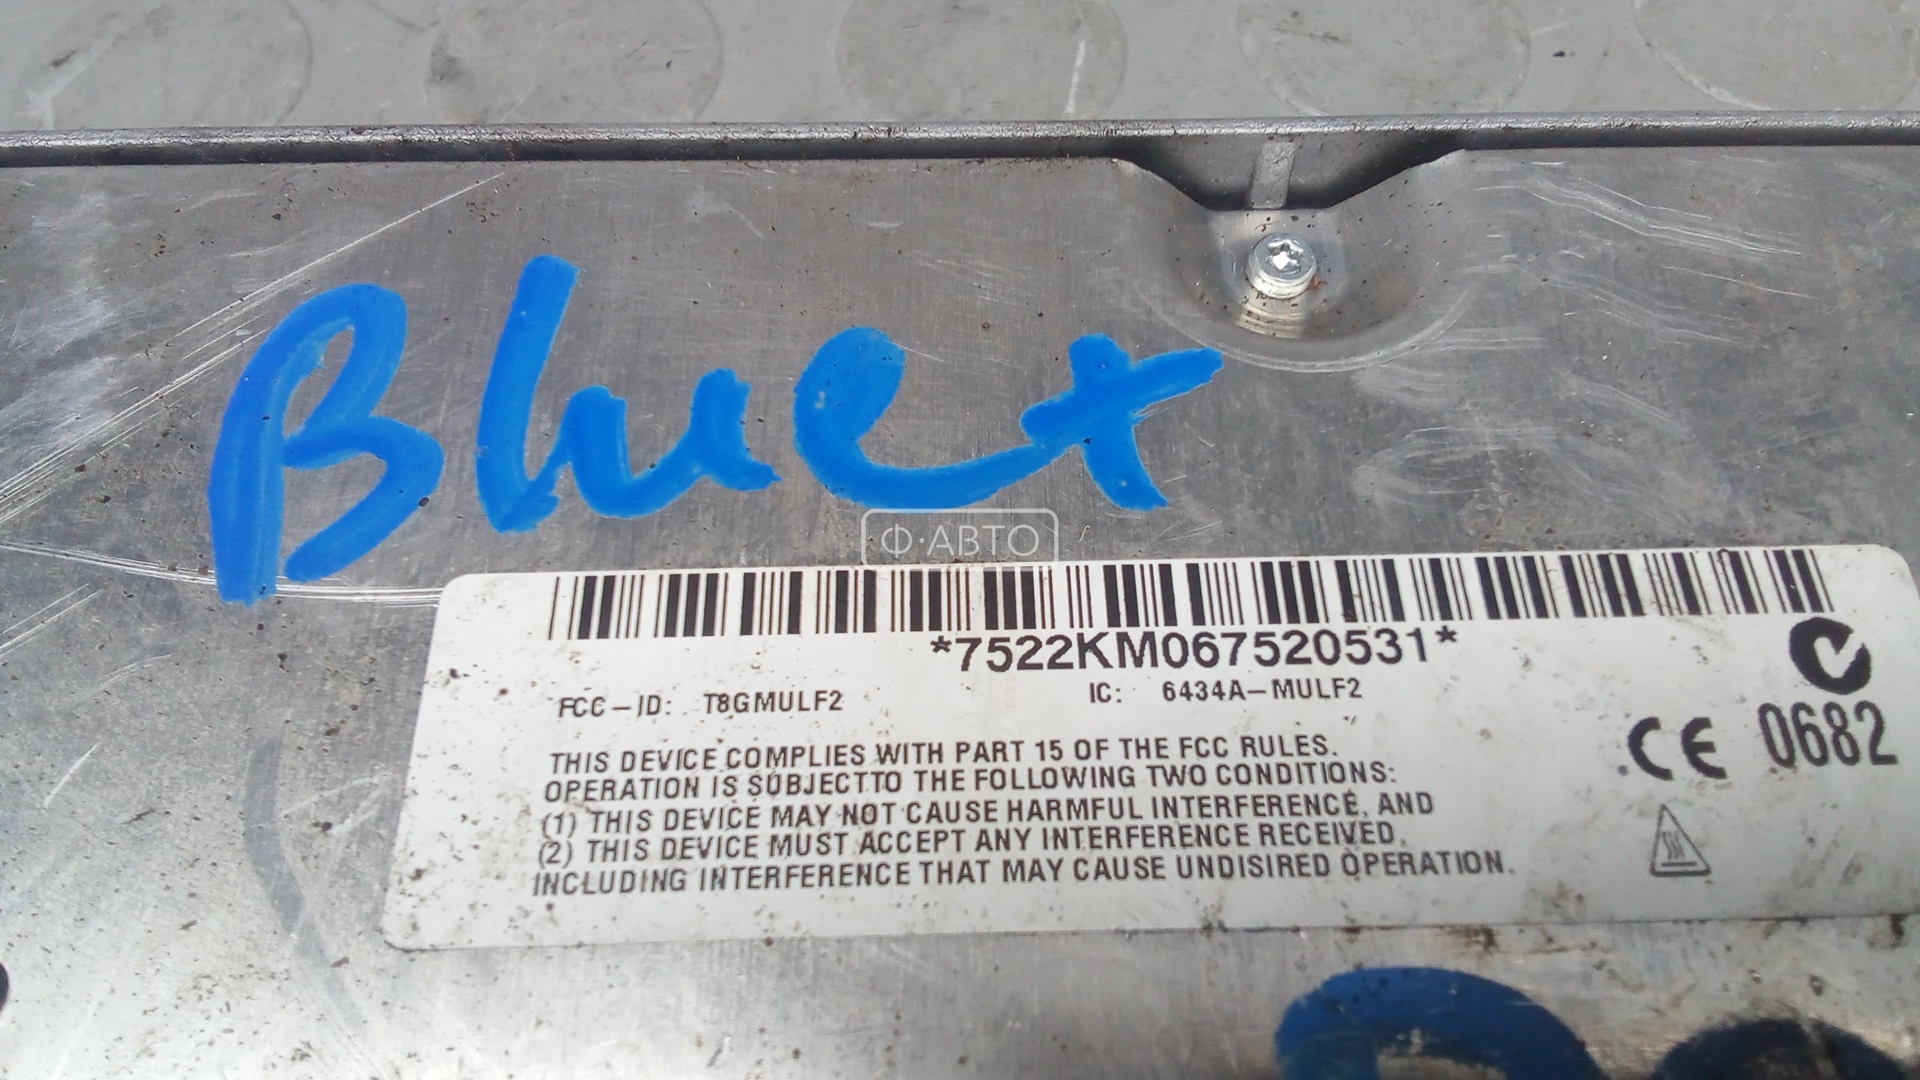 Bluet
Ф·АВТО
*7522KM067520531*
FCC-ID: T8GMULF2 IC: 6434A-MULF2
CE 0682
THIS DEVICE COMPLIES WITH PART 15 OF THE FCC RULES.
OPERATION IS SUBJECT TO THE FOLLOWING TWO CONDITIONS:
(1) THIS DEVICE MAY NOT CAUSE HARMFUL INTERFERENCE, AND
(2) THIS DEVICE MUST ACCEPT ANY INTERFERENCE RECEIVED,
INCLUDING INTERFERENCE THAT MAY CAUSE UNDISIRED OPERATION.